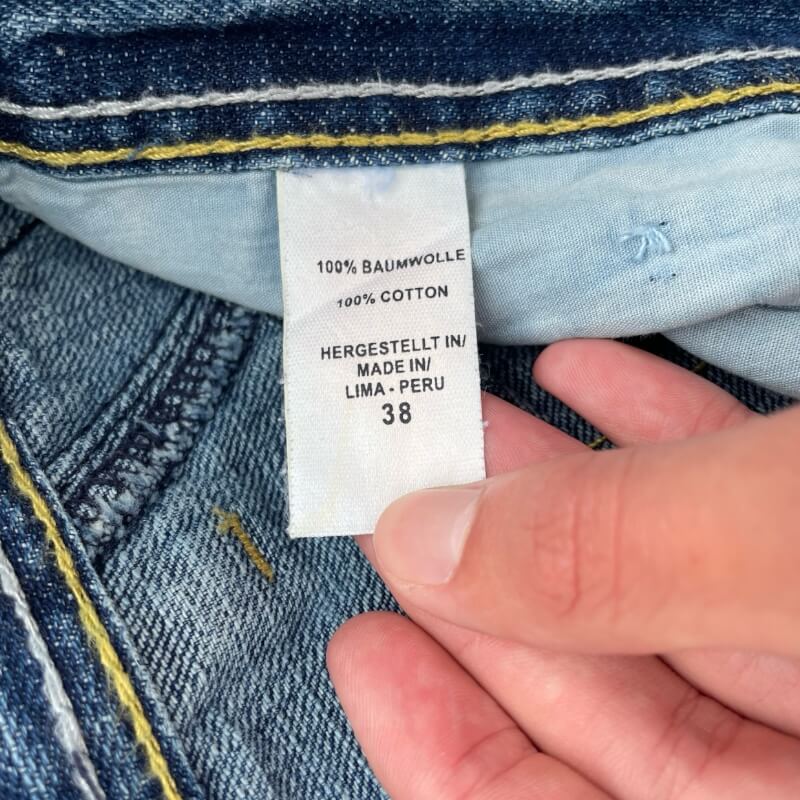 100% BAUMWOLLE
100% COTTON
HERGESTELLT IN/
MADE IN/
LIMA - PERU
38